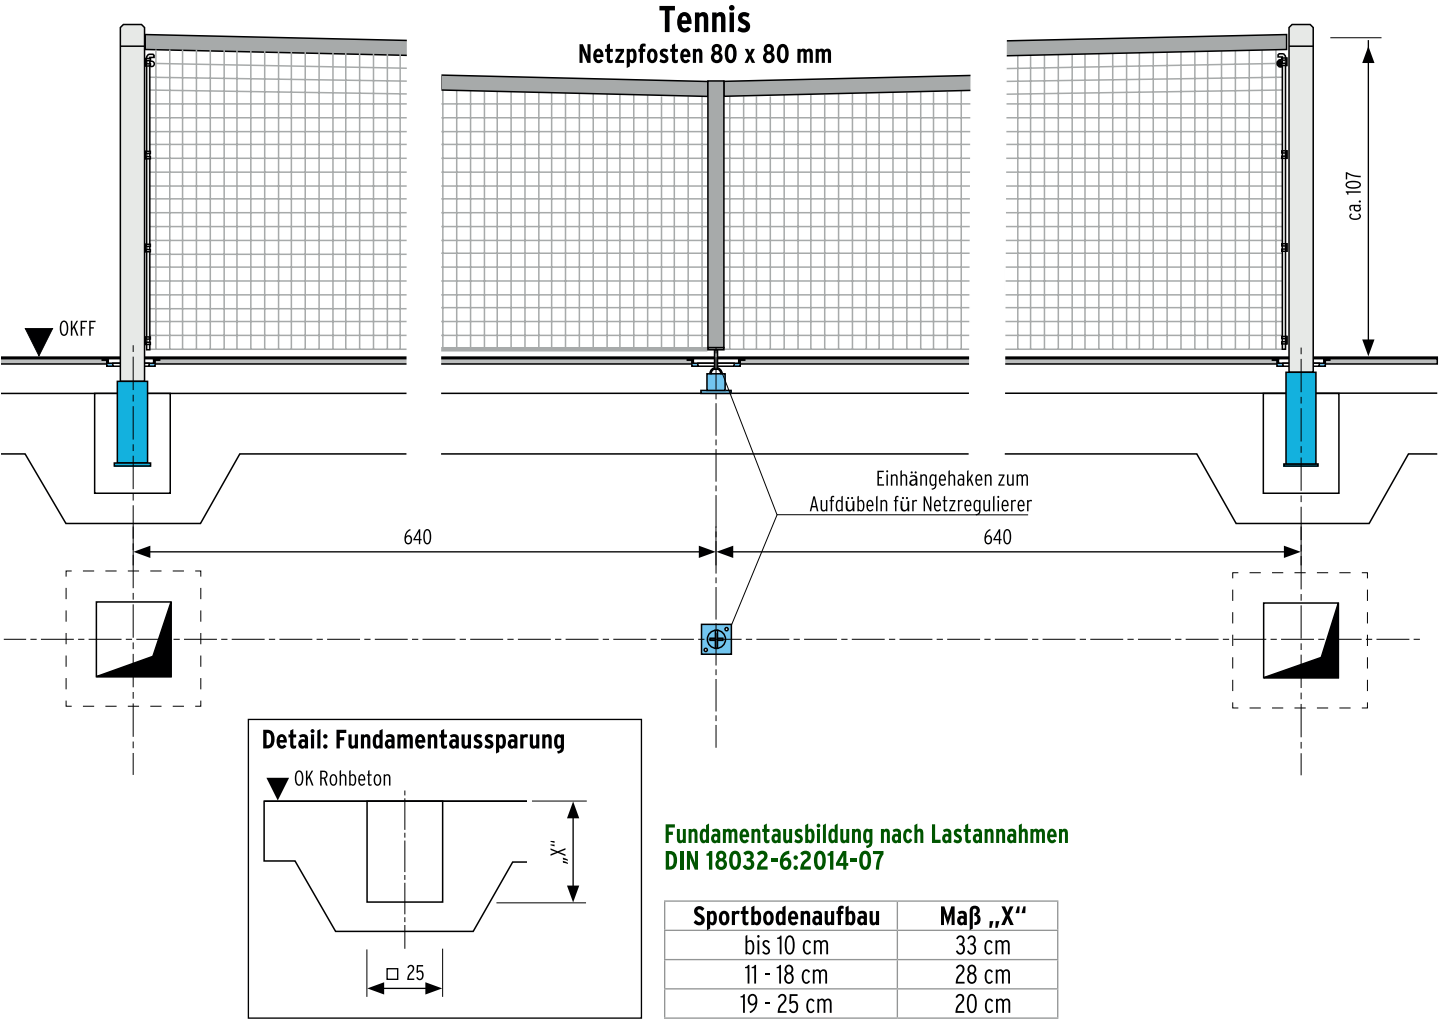 Tennis
Netzpfosten 80 x 80 mm
ca. 107
OKFF
Einhängehaken zum
Aufdübeln für Netzregulierer
640
640
Detail: Fundamentaussparung
OK Rohbeton
„X“
□ 25
Fundamentausbildung nach Lastannahmen
DIN 18032-6:2014-07
Sportbodenaufbau Maß „X“
bis 10 cm 33 cm
11 - 18 cm 28 cm
19 - 25 cm 20 cm